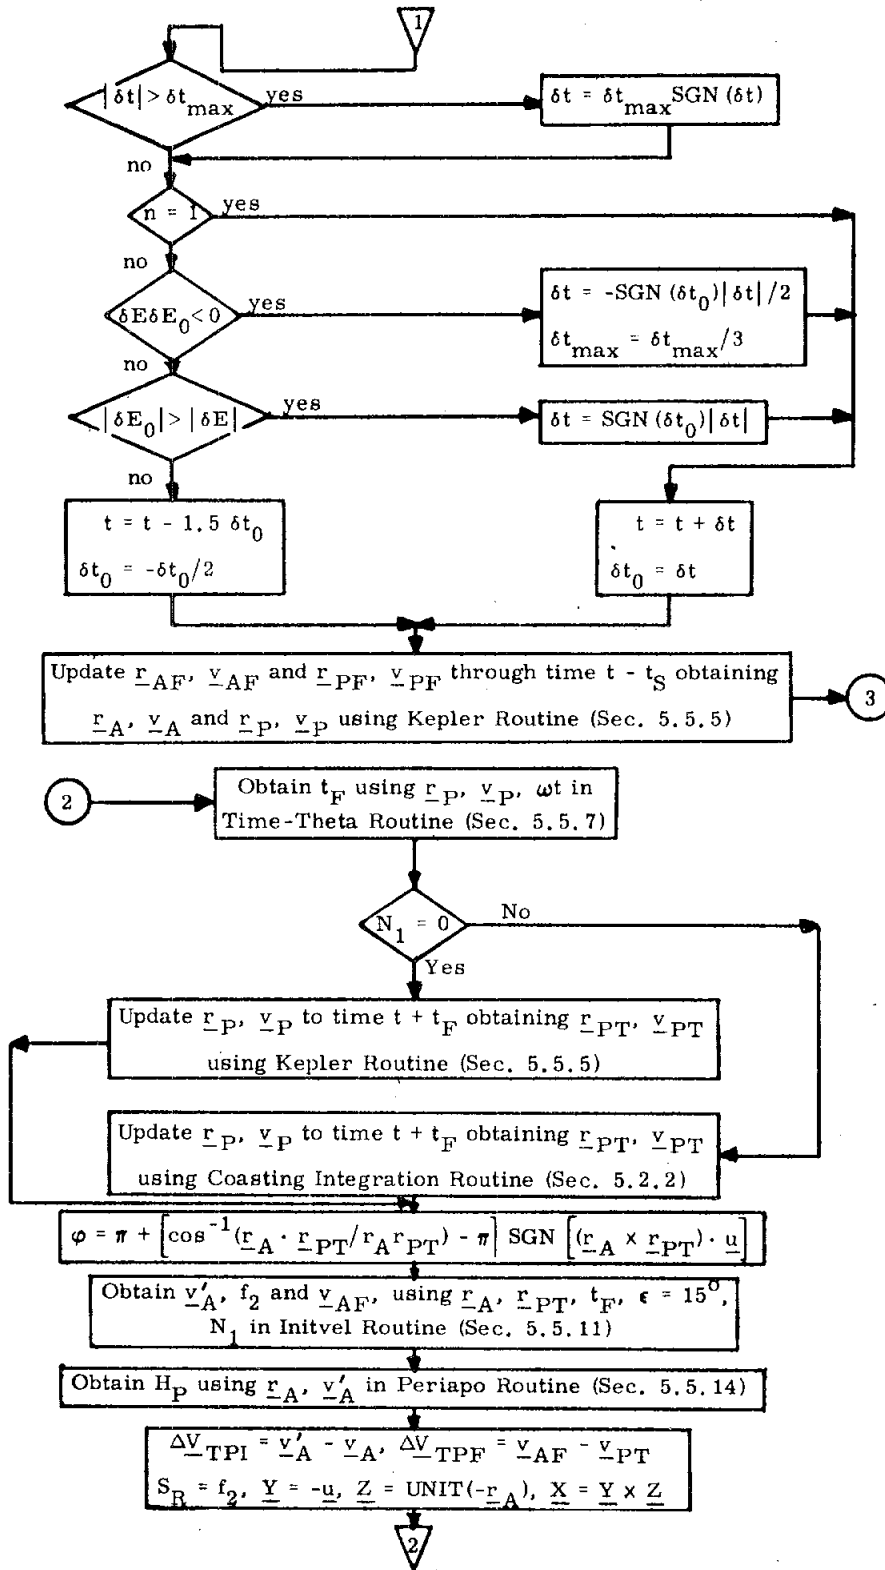 1
|δt| > δt_max
yes
δt = δt_max SGN (δt)
no
n = 1
yes
no
δEδE_0 < 0
yes
δt = -SGN (δt_0)|δt|/2
δt_max = δt_max/3
no
|δE_0| > |δE|
yes
δt = SGN (δt_0)|δt|
no
t = t - 1.5 δt_0
δt_0 = -δt_0/2
t = t + δt
δt_0 = δt
Update r_AF, v_AF and r_PF, v_PF through time t - t_S obtaining
r_A, v_A and r_P, v_P using Kepler Routine (Sec. 5.5.5)
3
2
Obtain t_F using r_P, v_P, ωt in
Time-Theta Routine (Sec. 5.5.7)
N_1 = 0
No
Yes
Update r_P, v_P to time t + t_F obtaining r_PT, v_PT
using Kepler Routine (Sec. 5.5.5)
Update r_P, v_P to time t + t_F obtaining r_PT, v_PT
using Coasting Integration Routine (Sec. 5.2.2)
φ = π + [cos^-1(r_A · r_PT/r_A r_PT) - π] SGN [(r_A x r_PT) · u]
Obtain v'_A, f_2 and v_AF, using r_A, r_PT, t_F, ϵ = 15°,
N_1 in Initvel Routine (Sec. 5.5.11)
Obtain H_P using r_A, v'_A in Periapo Routine (Sec. 5.5.14)
ΔV_TPI = v'_A - v_A, ΔV_TPF = v_AF - v_PT
S_R = f_2, Y = -u, Z = UNIT(-r_A), X = Y x Z
2